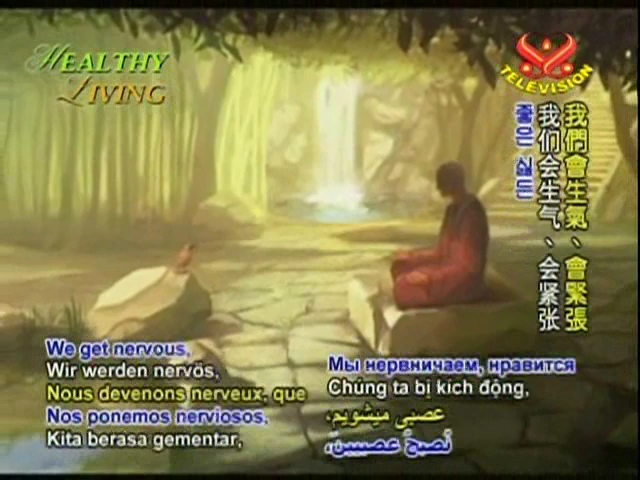 HEALTHY
LIVING
TELEVISION
我們會生氣、會緊張
我们会生气、会紧张
좋은 싫든
We get nervous,
Wir werden nervös,
Nous devenons nerveux, que
Nos ponemos nerviosos,
Kita berasa gementar,
Мы нервничаем, нравится
Chúng ta bị kích động,
عصبی میشویم،
نُصبحُ عصبيينَ،